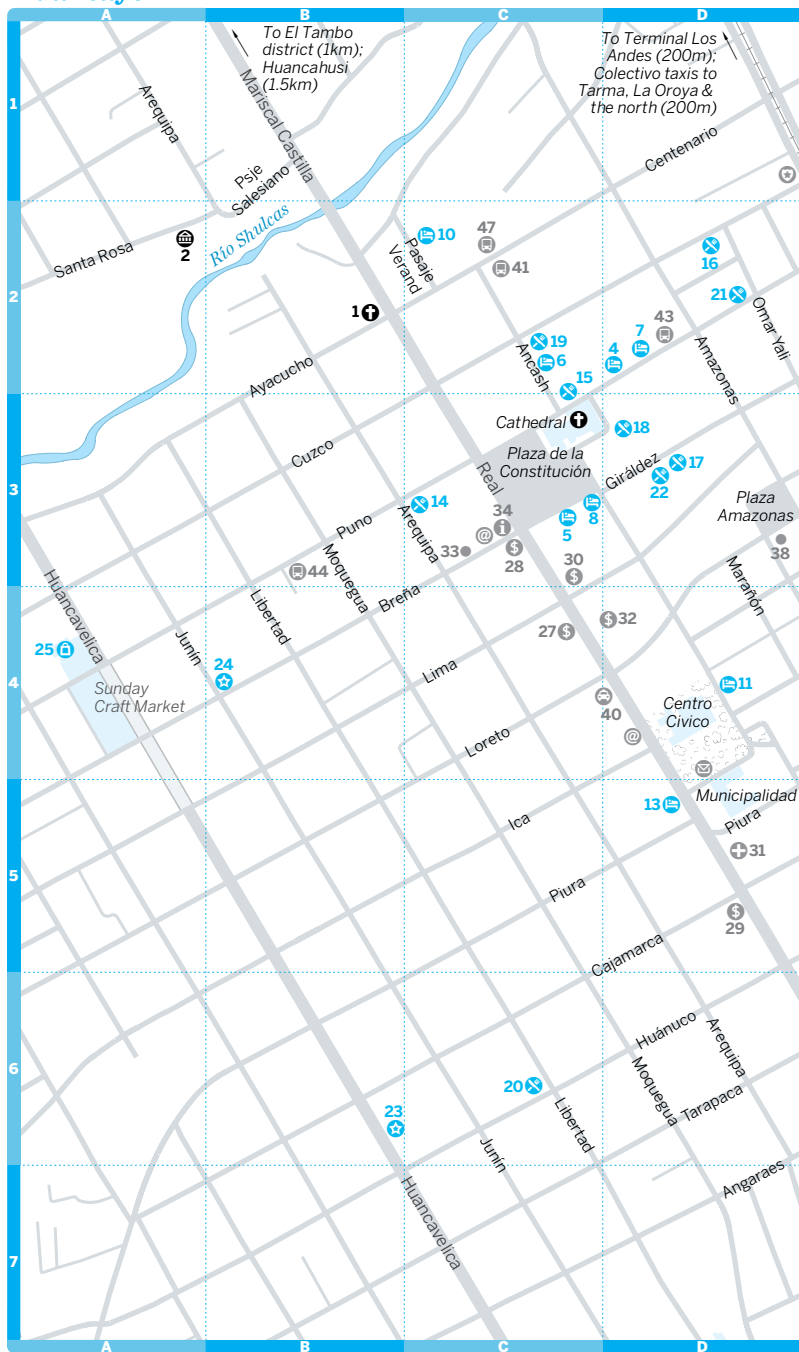 A B C D
To El Tambo
district (1km);
Huancahusi
(1.5km)
To Terminal Los
Andes (200m);
Colectivo taxis to
Tarma, La Oroya &
the north (200m)
1
Arequipa
Mariscal Castilla
Centenario
Psje
Salesiano
Río Shulcas
Santa Rosa
2
10
Pasaje
Verand
47
41
16
2
21
Omar Yali
1
19
6
Ancash
15
4
7
43
Amazonas
Ayacucho
Cathedral
18
Cuzco
Plaza de la
Constitución
Giráldez
17
22
3
Real
14
Puno
Arequipa
34
@
33
28
5
8
Plaza
Amazonas
38
30
44
Moquegua
Breña
Marañón
Huancavelica
Libertad
32
27
25
Junín
24
Lima
4
Sunday
Craft Market
11
40
Centro
Civico
@
Loreto
13
Municipalidad
Ica
Piura
31
5
Piura
29
Cajamarca
Huánuco
Arequipa
6
20
Moquegua
Tarapaca
23
Libertad
Junín
Angaraes
Huancavelica
7
A B C D